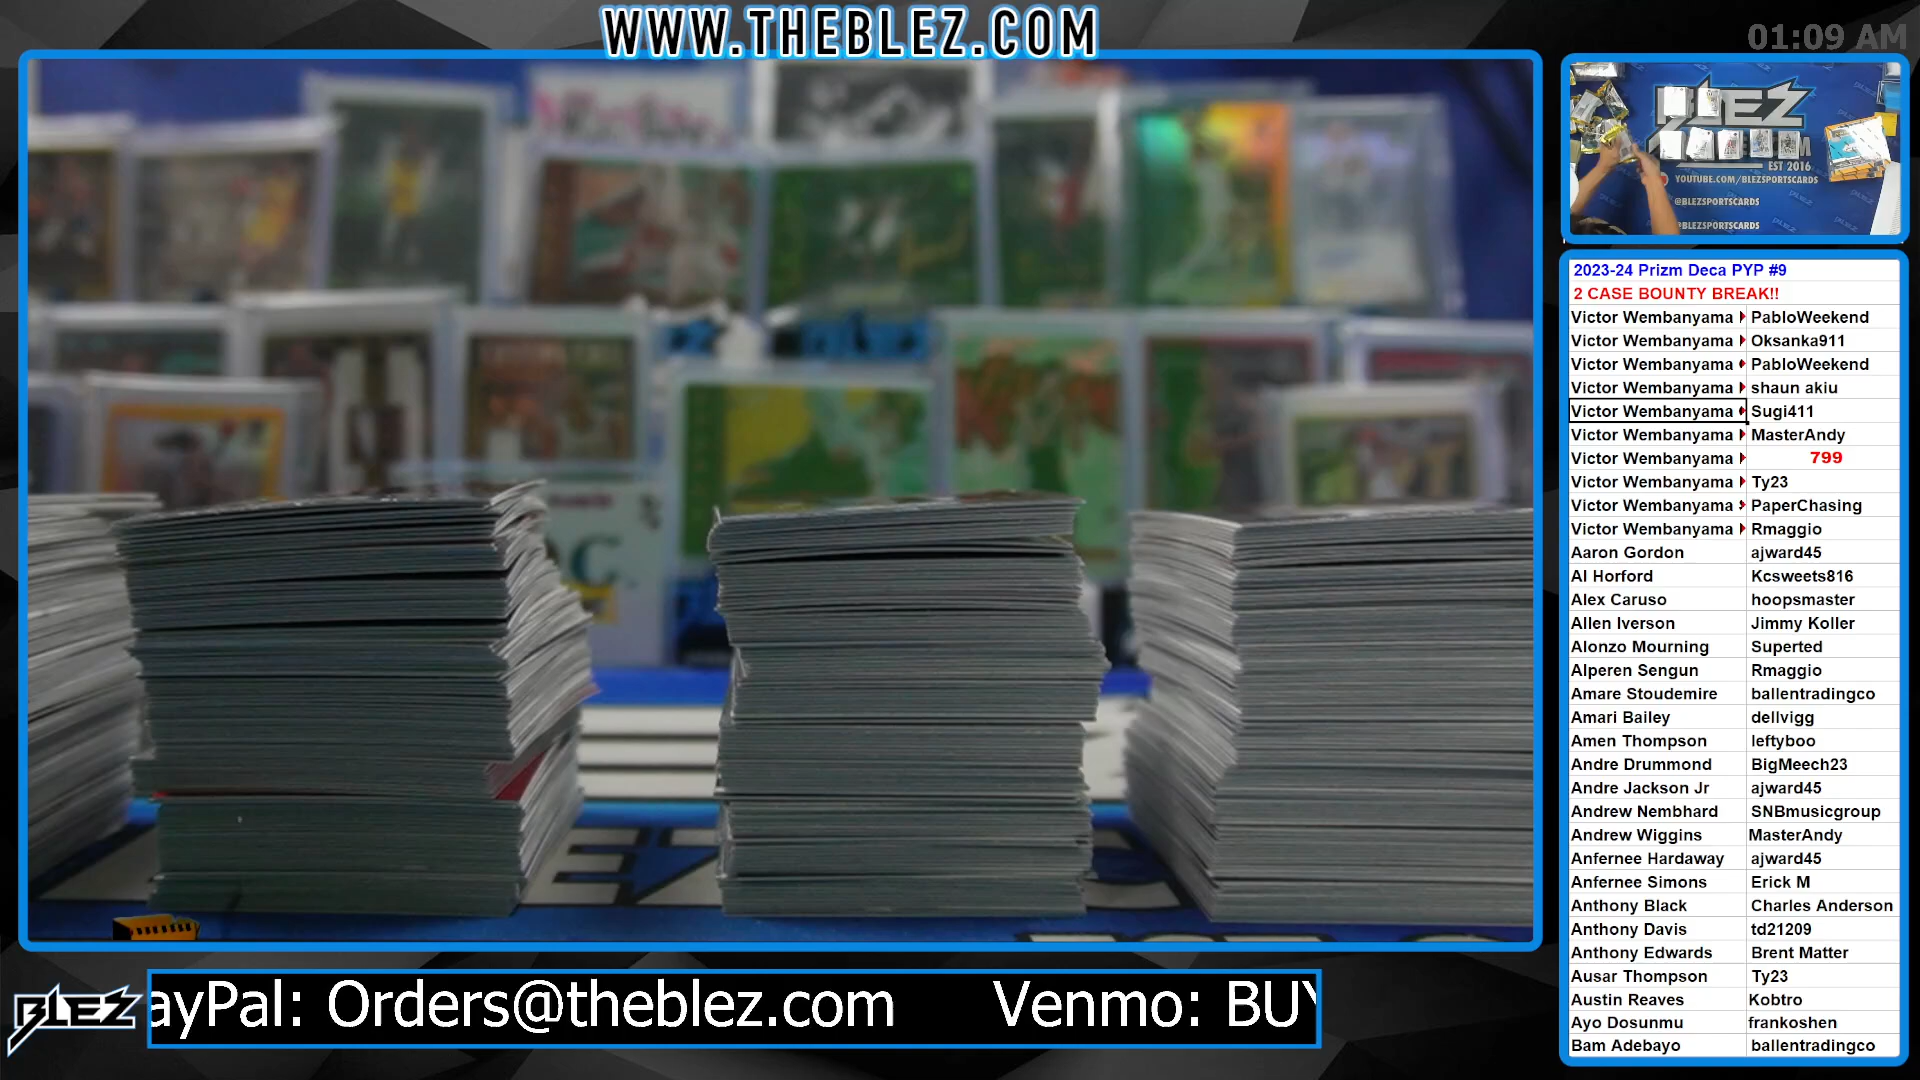 WWW.THEBLEZ.COM
01:09 AM
BLEZ
EST 2016
YOUTUBE.COM/BLEZSPORTSCARDS
@BLEZSPORTSCARDS
BLEZSPORTSCARDS
2023-24 Prizm Deca PYP #9
2 CASE BOUNTY BREAK!!
Victor Wembanyama PabloWeekend
Victor Wembanyama Oksanka911
Victor Wembanyama PabloWeekend
Victor Wembanyama shaun akiu
Victor Wembanyama Sugi411
Victor Wembanyama MasterAndy
Victor Wembanyama 799
Victor Wembanyama Ty23
Victor Wembanyama PaperChasing
Victor Wembanyama Rmaggio
Aaron Gordon ajward45
Al Horford Kcsweets816
Alex Caruso hoopsmaster
Allen Iverson Jimmy Koller
Alonzo Mourning Superted
Alperen Sengun Rmaggio
Amare Stoudemire ballentradingco
Amari Bailey dellvigg
Amen Thompson leftyboo
Andre Drummond BigMeech23
Andre Jackson Jr ajward45
Andrew Nembhard SNBmusicgroup
Andrew Wiggins MasterAndy
Anfernee Hardaway ajward45
Anfernee Simons Erick M
Anthony Black Charles Anderson
Anthony Davis td21209
Anthony Edwards Brent Matter
Ausar Thompson Ty23
Austin Reaves Kobtro
Ayo Dosunmu frankoshen
Bam Adebayo ballentradingco
BLEZ
ayPal: Orders@theblez.com Venmo: BUY